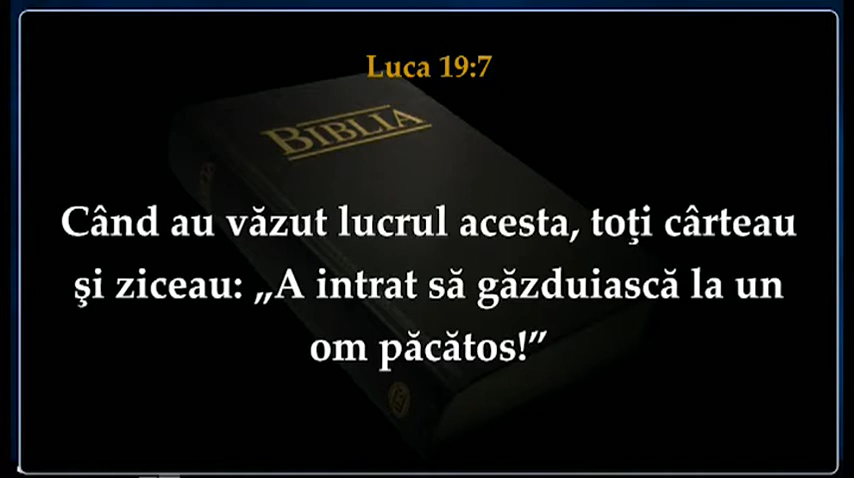 Luca 19:7
BIBLIA
Când au văzut lucrul acesta, toţi cârteau
şi ziceau: „A intrat să găzduiască la un
om păcătos!”